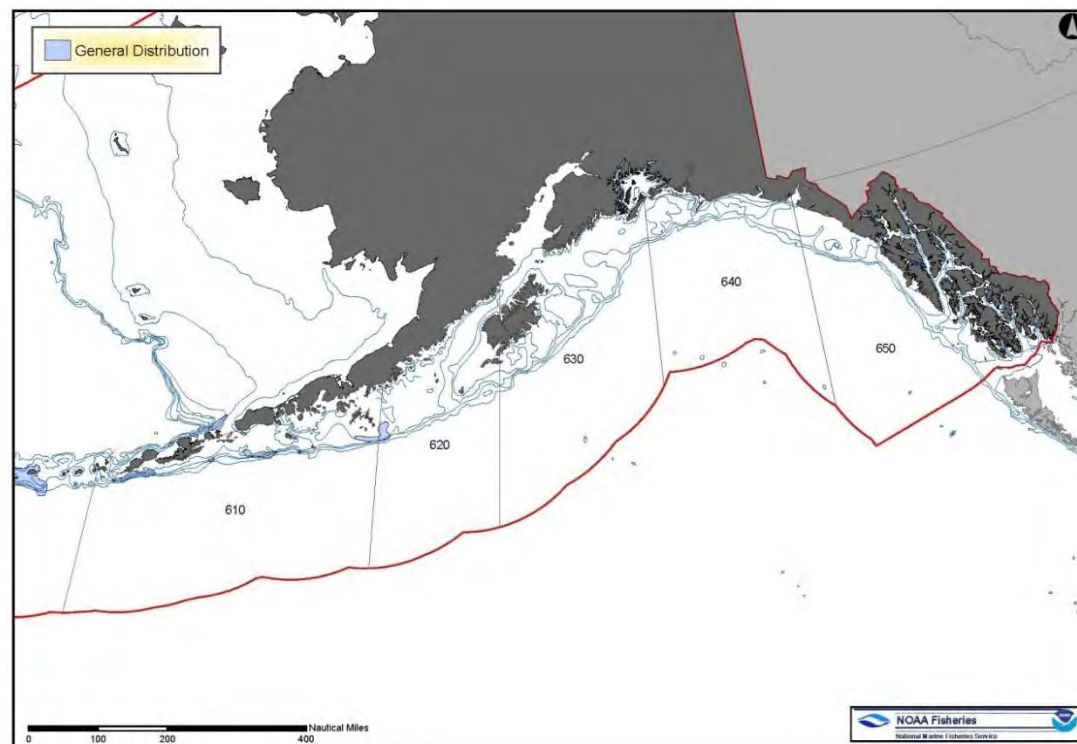 General Distribution
640
650
630
620
610
Nautical Miles
0 100 200 400
NOAA Fisheries
National Marine Fisheries Service